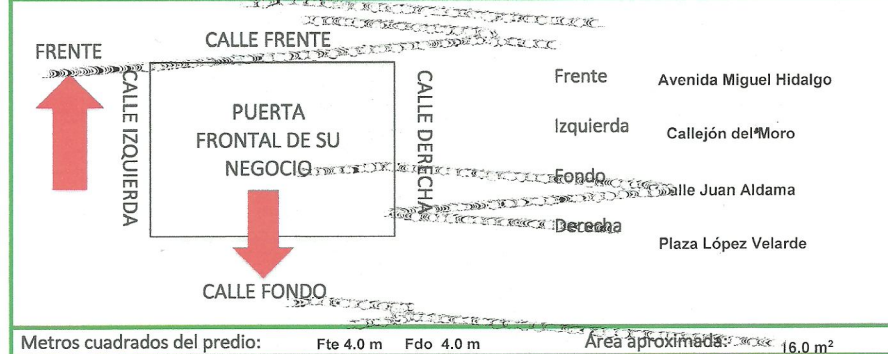 FRENTE
CALLE FRENTE
CALLE IZQUIERDA
PUERTA
FRONTAL DE SU
NEGOCIO
CALLE DERECHA
CALLE FONDO
Frente Avenida Miguel Hidalgo
Izquierda Callejón del Moro
Fondo alle Juan Aldama
Derecha Plaza López Velarde
Metros cuadrados del predio: Fte 4.0 m Fdo 4.0 m Área aproximada: 16.0 m²